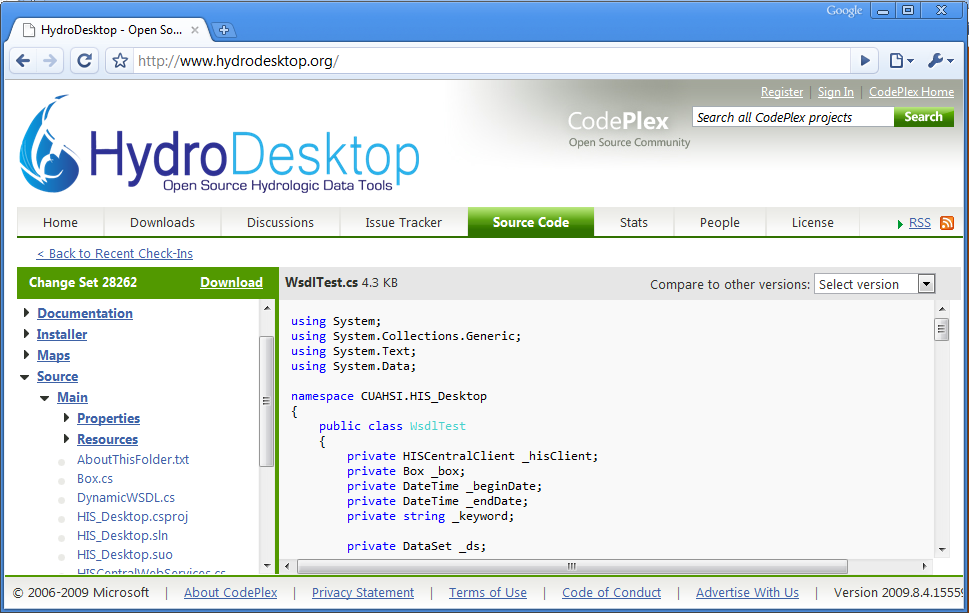 Google
HydroDesktop - Open So...
http://www.hydrodesktop.org/
Register | Sign In | CodePlex Home
CodePlex
Open Source Community
Search all CodePlex projects Search
HydroDesktop
Open Source Hydrologic Data Tools
Home Downloads Discussions Issue Tracker Source Code Stats People License RSS
< Back to Recent Check-Ins
Change Set 28262 Download
Documentation
Installer
Maps
Source
Main
Properties
Resources
AboutThisFolder.txt
Box.cs
DynamicWSDL.cs
HIS_Desktop.csproj
HIS_Desktop.sln
HIS_Desktop.suo
HISCentralWebServices.cs
WsdlTest.cs 4.3 KB
Compare to other versions: Select version
using System;
using System.Collections.Generic;
using System.Text;
using System.Data;
namespace CUAHSI.HIS_Desktop
{
public class WsdlTest
{
private HISCentralClient _hisClient;
private Box _box;
private DateTime _beginDate;
private DateTime _endDate;
private string _keyword;
private DataSet _ds;
© 2006-2009 Microsoft | About CodePlex | Privacy Statement | Terms of Use | Code of Conduct | Advertise With Us | Version 2009.8.4.15559